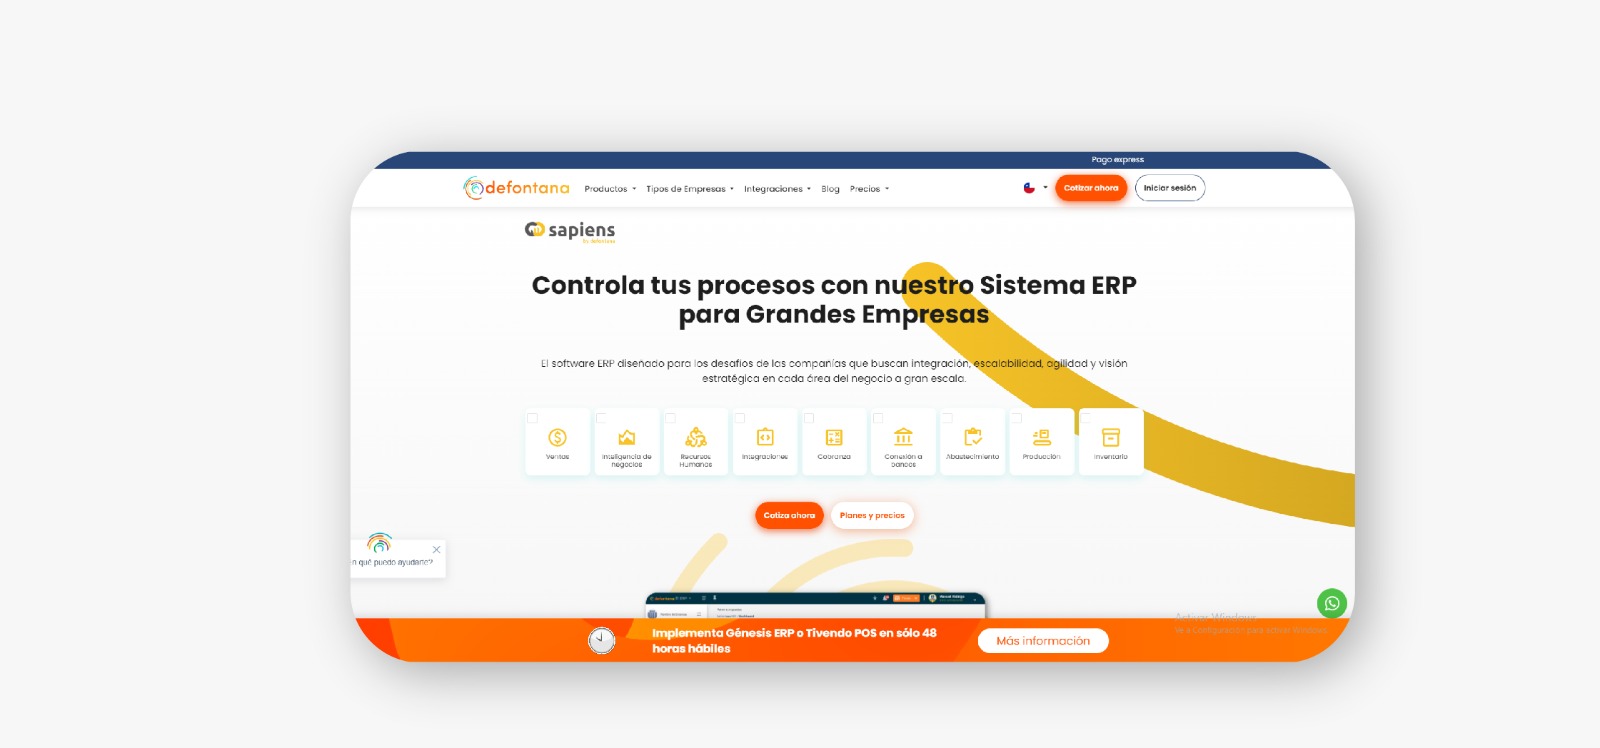 Pago express
defontana
Productos
Tipos de Empresas
Integraciones
Blog
Precios
Cotizar ahora
Iniciar sesión
sapiens
by defontana
Controla tus procesos con nuestro Sistema ERP
para Grandes Empresas
El software ERP diseñado para los desafíos de las compañías que buscan integración, escalabilidad, agilidad y visión
estratégica en cada área del negocio a gran escala.
Ventas
Inteligencia de
negocios
Recursos
Humanos
Integraciones
Cobranza
Conexión a
bancos
Abastecimiento
Producción
Inventario
Cotiza ahora
Planes y precios
n qué puedo ayudarte?
defontana
Activar Windows
Ve a Configuración para activar Windows.
Implementa Génesis ERP o Tivendo POS en sólo 48
horas hábiles
Más información